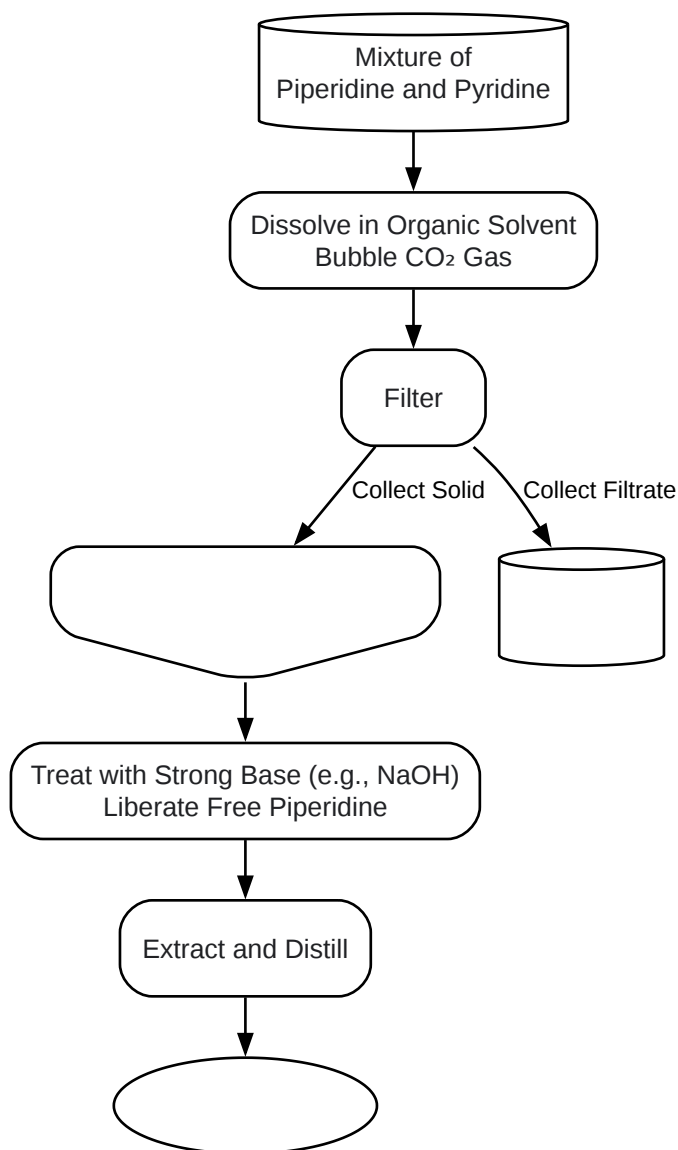 Mixture of
Piperidine and Pyridine
Dissolve in Organic Solvent
Bubble CO₂ Gas
Filter
Collect Solid
Collect Filtrate
Treat with Strong Base (e.g., NaOH)
Liberate Free Piperidine
Extract and Distill